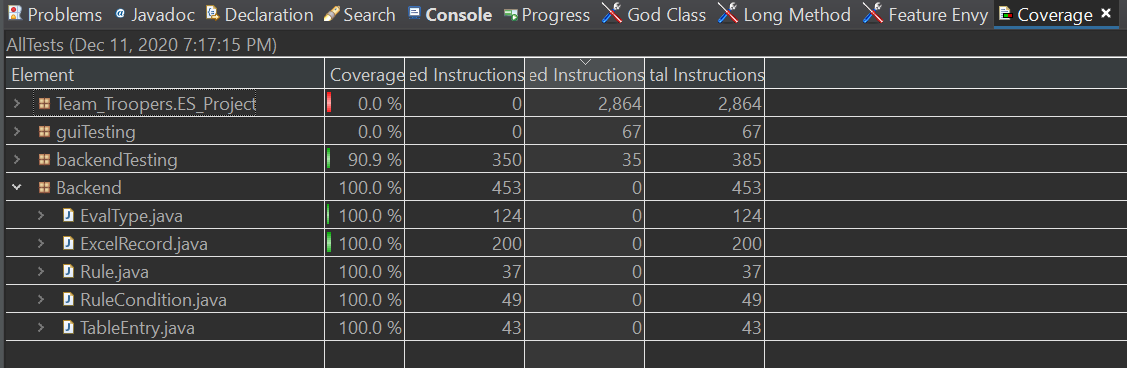 Problems Javadoc Declaration Search Console Progress God Class Long Method Feature Envy Coverage
AllTests (Dec 11, 2020 7:17:15 PM)
Element Coverage ed Instructions ed Instructions tal Instructions
Team_Troopers.ES_Project 0.0 % 0 2,864 2,864
guiTesting 0.0 % 0 67 67
backendTesting 90.9 % 350 35 385
Backend 100.0 % 453 0 453
EvalType.java 100.0 % 124 0 124
ExcelRecord.java 100.0 % 200 0 200
Rule.java 100.0 % 37 0 37
RuleCondition.java 100.0 % 49 0 49
TableEntry.java 100.0 % 43 0 43